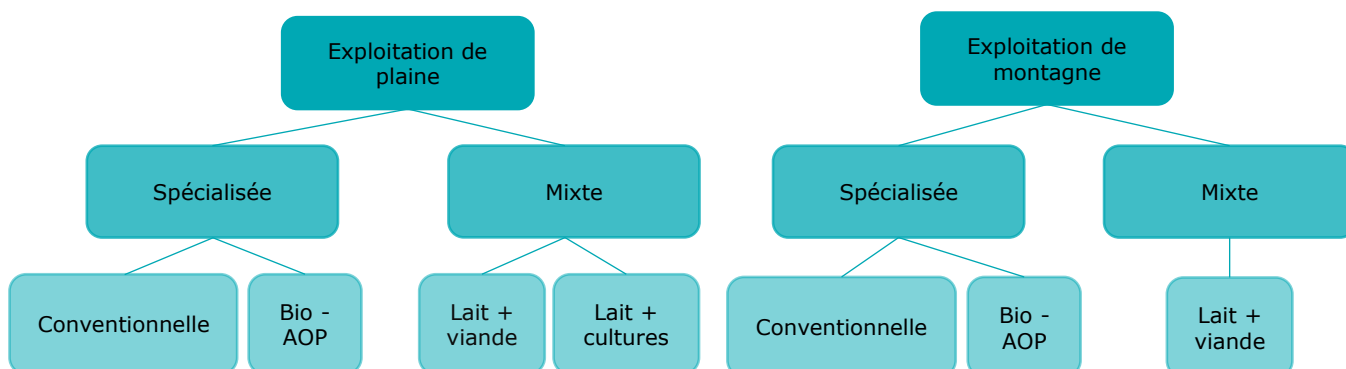 Exploitation de
plaine
Spécialisée
Mixte
Conventionnelle
Bio -
AOP
Lait +
viande
Lait +
cultures
Exploitation de
montagne
Spécialisée
Mixte
Conventionnelle
Bio -
AOP
Lait +
viande